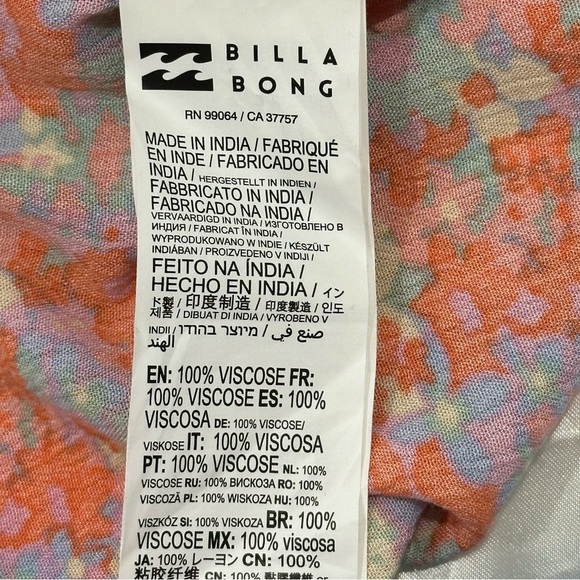 BILLA
BONG
RN 99064 / CA 37757
MADE IN INDIA / FABRIQUÉ
EN INDE / FABRICADO EN
INDIA / HERGESTELLT IN INDIEN /
FABBRICATO IN INDIA /
FABRICADO NA INDIA /
VERVAARDIGD IN INDIA / ИЗГОТОВЛЕНО В
ИНДИЯ / FABRICAT ÎN INDIA /
WYPRODUKOWANO W INDIE / KÉSZÜLT
INDIÁBAN / PROIZVEDENO V INDIJI /
FEITO NA ÍNDIA /
HECHO EN INDIA / イン
ド製 / 印度制造 / 印度製造 / 인도
제품 / DIBUAT DI INDIA / VYROBENO V
INDII / מיוצר בהודו / صنع في
الهند
EN: 100% VISCOSE FR:
100% VISCOSE ES: 100%
VISCOSA DE: 100% VISCOSE/
VISKOSE IT: 100% VISCOSA
PT: 100% VISCOSE NL: 100%
VISCOSE RU: 100% ВИСКОЗА RO: 100%
VISCOZĂ PL: 100% WISKOZA HU: 100%
VISZKÓZ SI: 100% VISKOZA BR: 100%
VISCOSE MX: 100% viscosa
JA: 100% レーヨン CN: 100%
粘胶纤维 CN: 100% 黏膠纖維